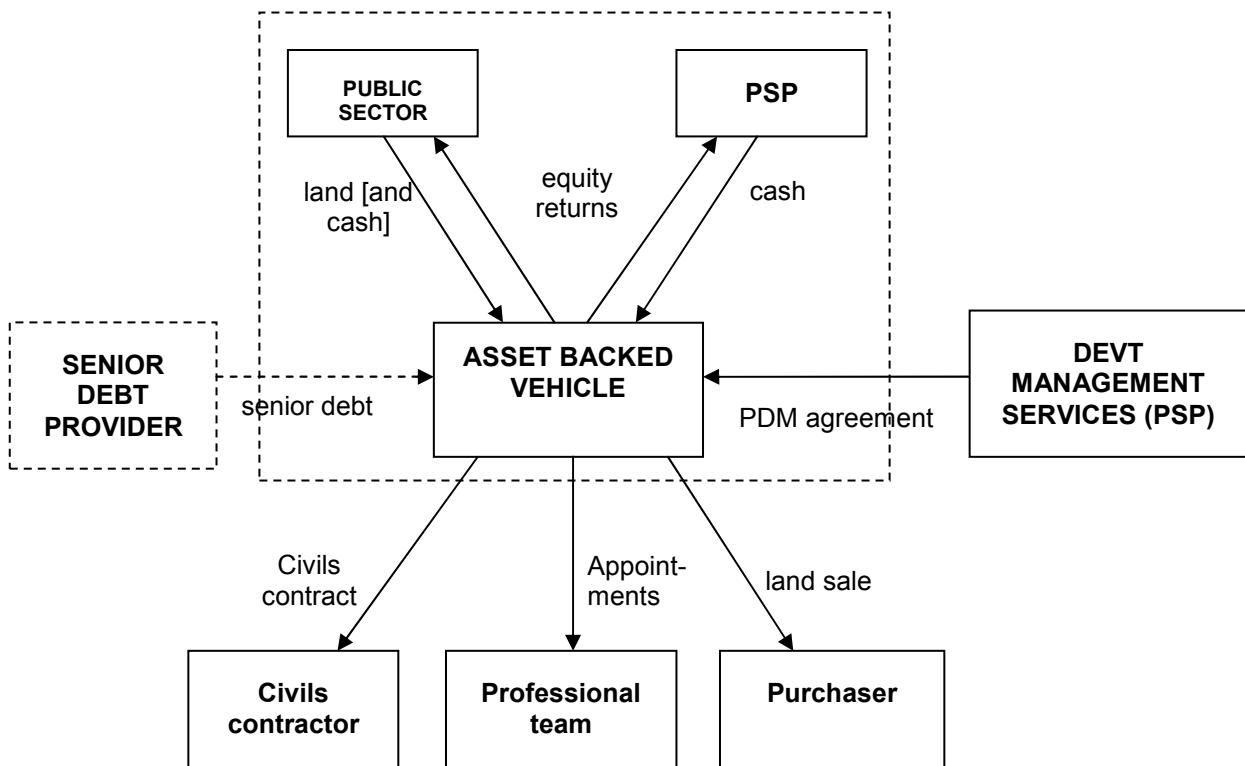 PUBLIC
SECTOR
PSP
land [and
cash]
equity
returns
cash
SENIOR
DEBT
PROVIDER
senior debt
ASSET BACKED
VEHICLE
PDM agreement
DEVT
MANAGEMENT
SERVICES (PSP)
Civils
contract
Appoint-
ments
land sale
Civils
contractor
Professional
team
Purchaser